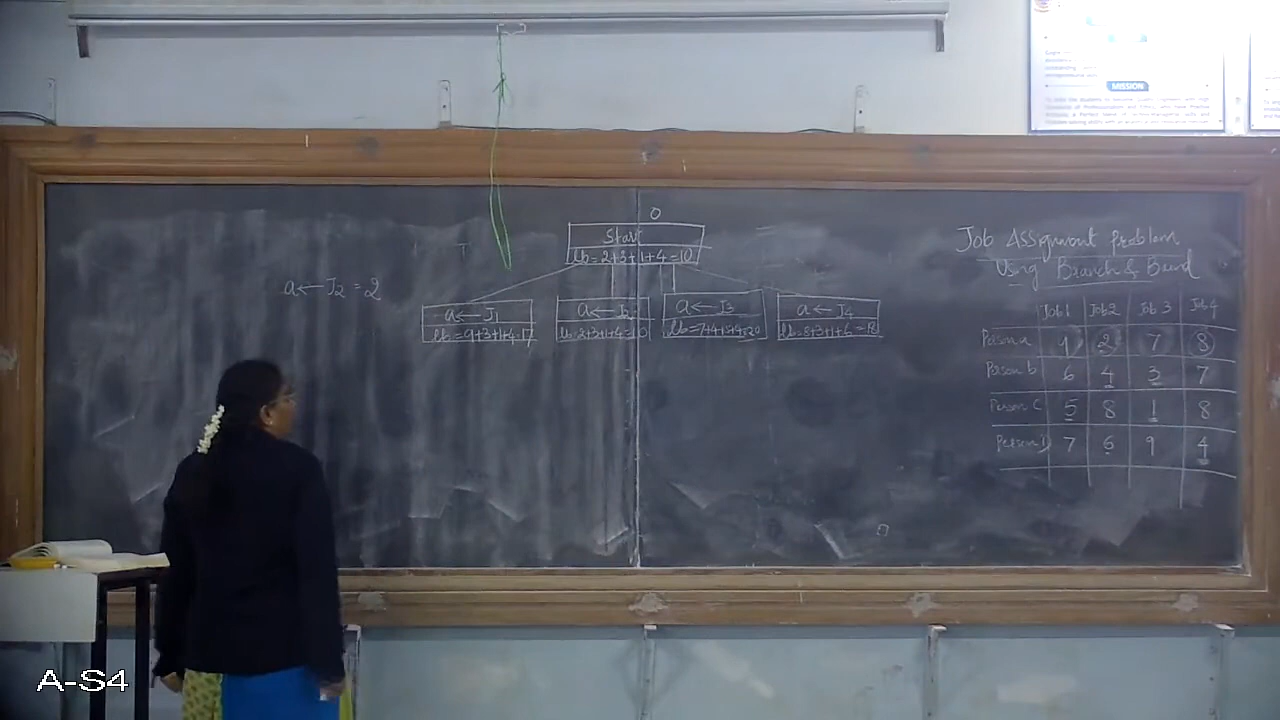 0
Start
lb=2+3+1+4=10
a←J2 = 2
a←J1
lb=9+3+1+4=17
a←J2
lb=2+3+1+4=10
a←J3
lb=7+4+5+4=20
a←J4
lb=8+3+1+6=18
Job Assignment problem
Using Branch & Bound
Job1 Job2 Job 3 Job4
Person a 9 2 7 8
Person b 6 4 3 7
Person C 5 8 1 8
Person D 7 6 9 4
MISSION
A-S4